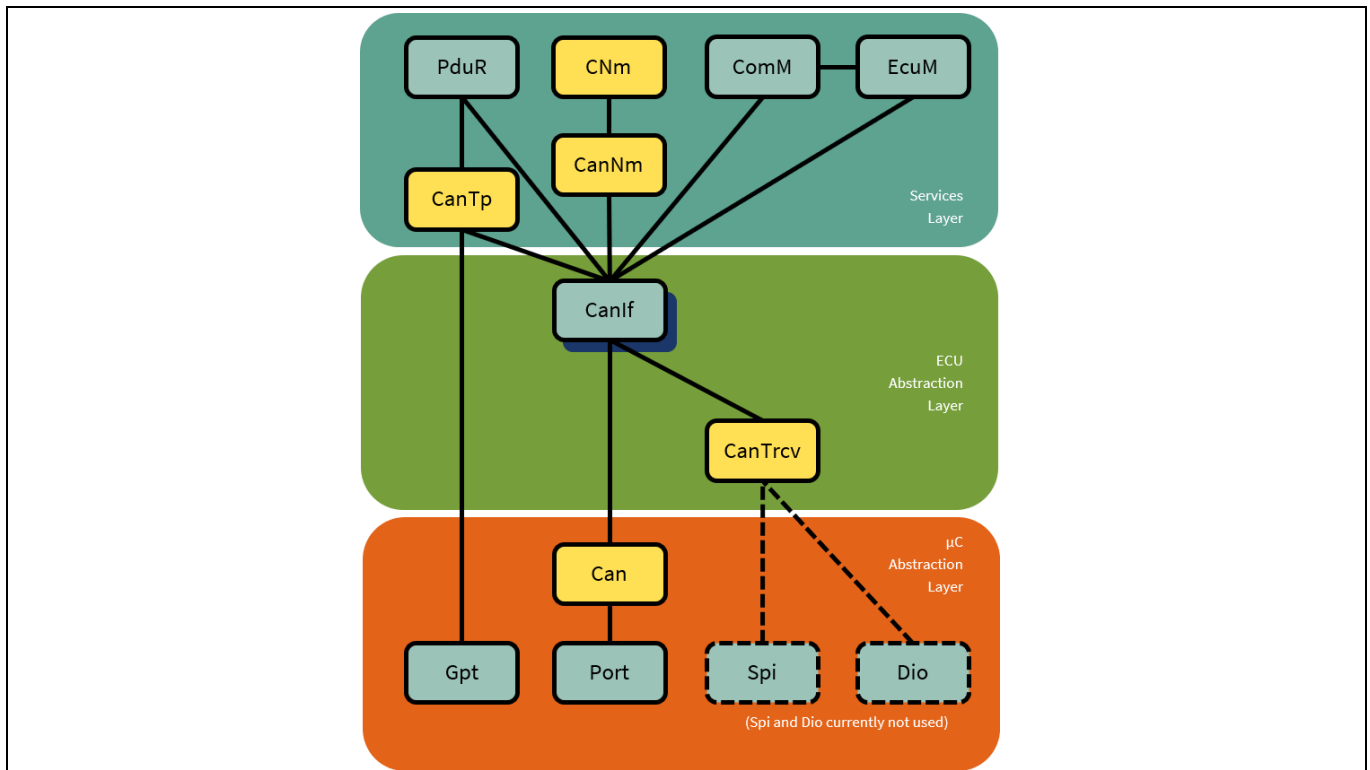 PduR
CNm
ComM
EcuM
CanNm
CanTp
Services
Layer
CanIf
ECU
Abstraction
Layer
CanTrcv
µC
Abstraction
Layer
Can
Gpt
Port
Spi
Dio
(Spi and Dio currently not used)